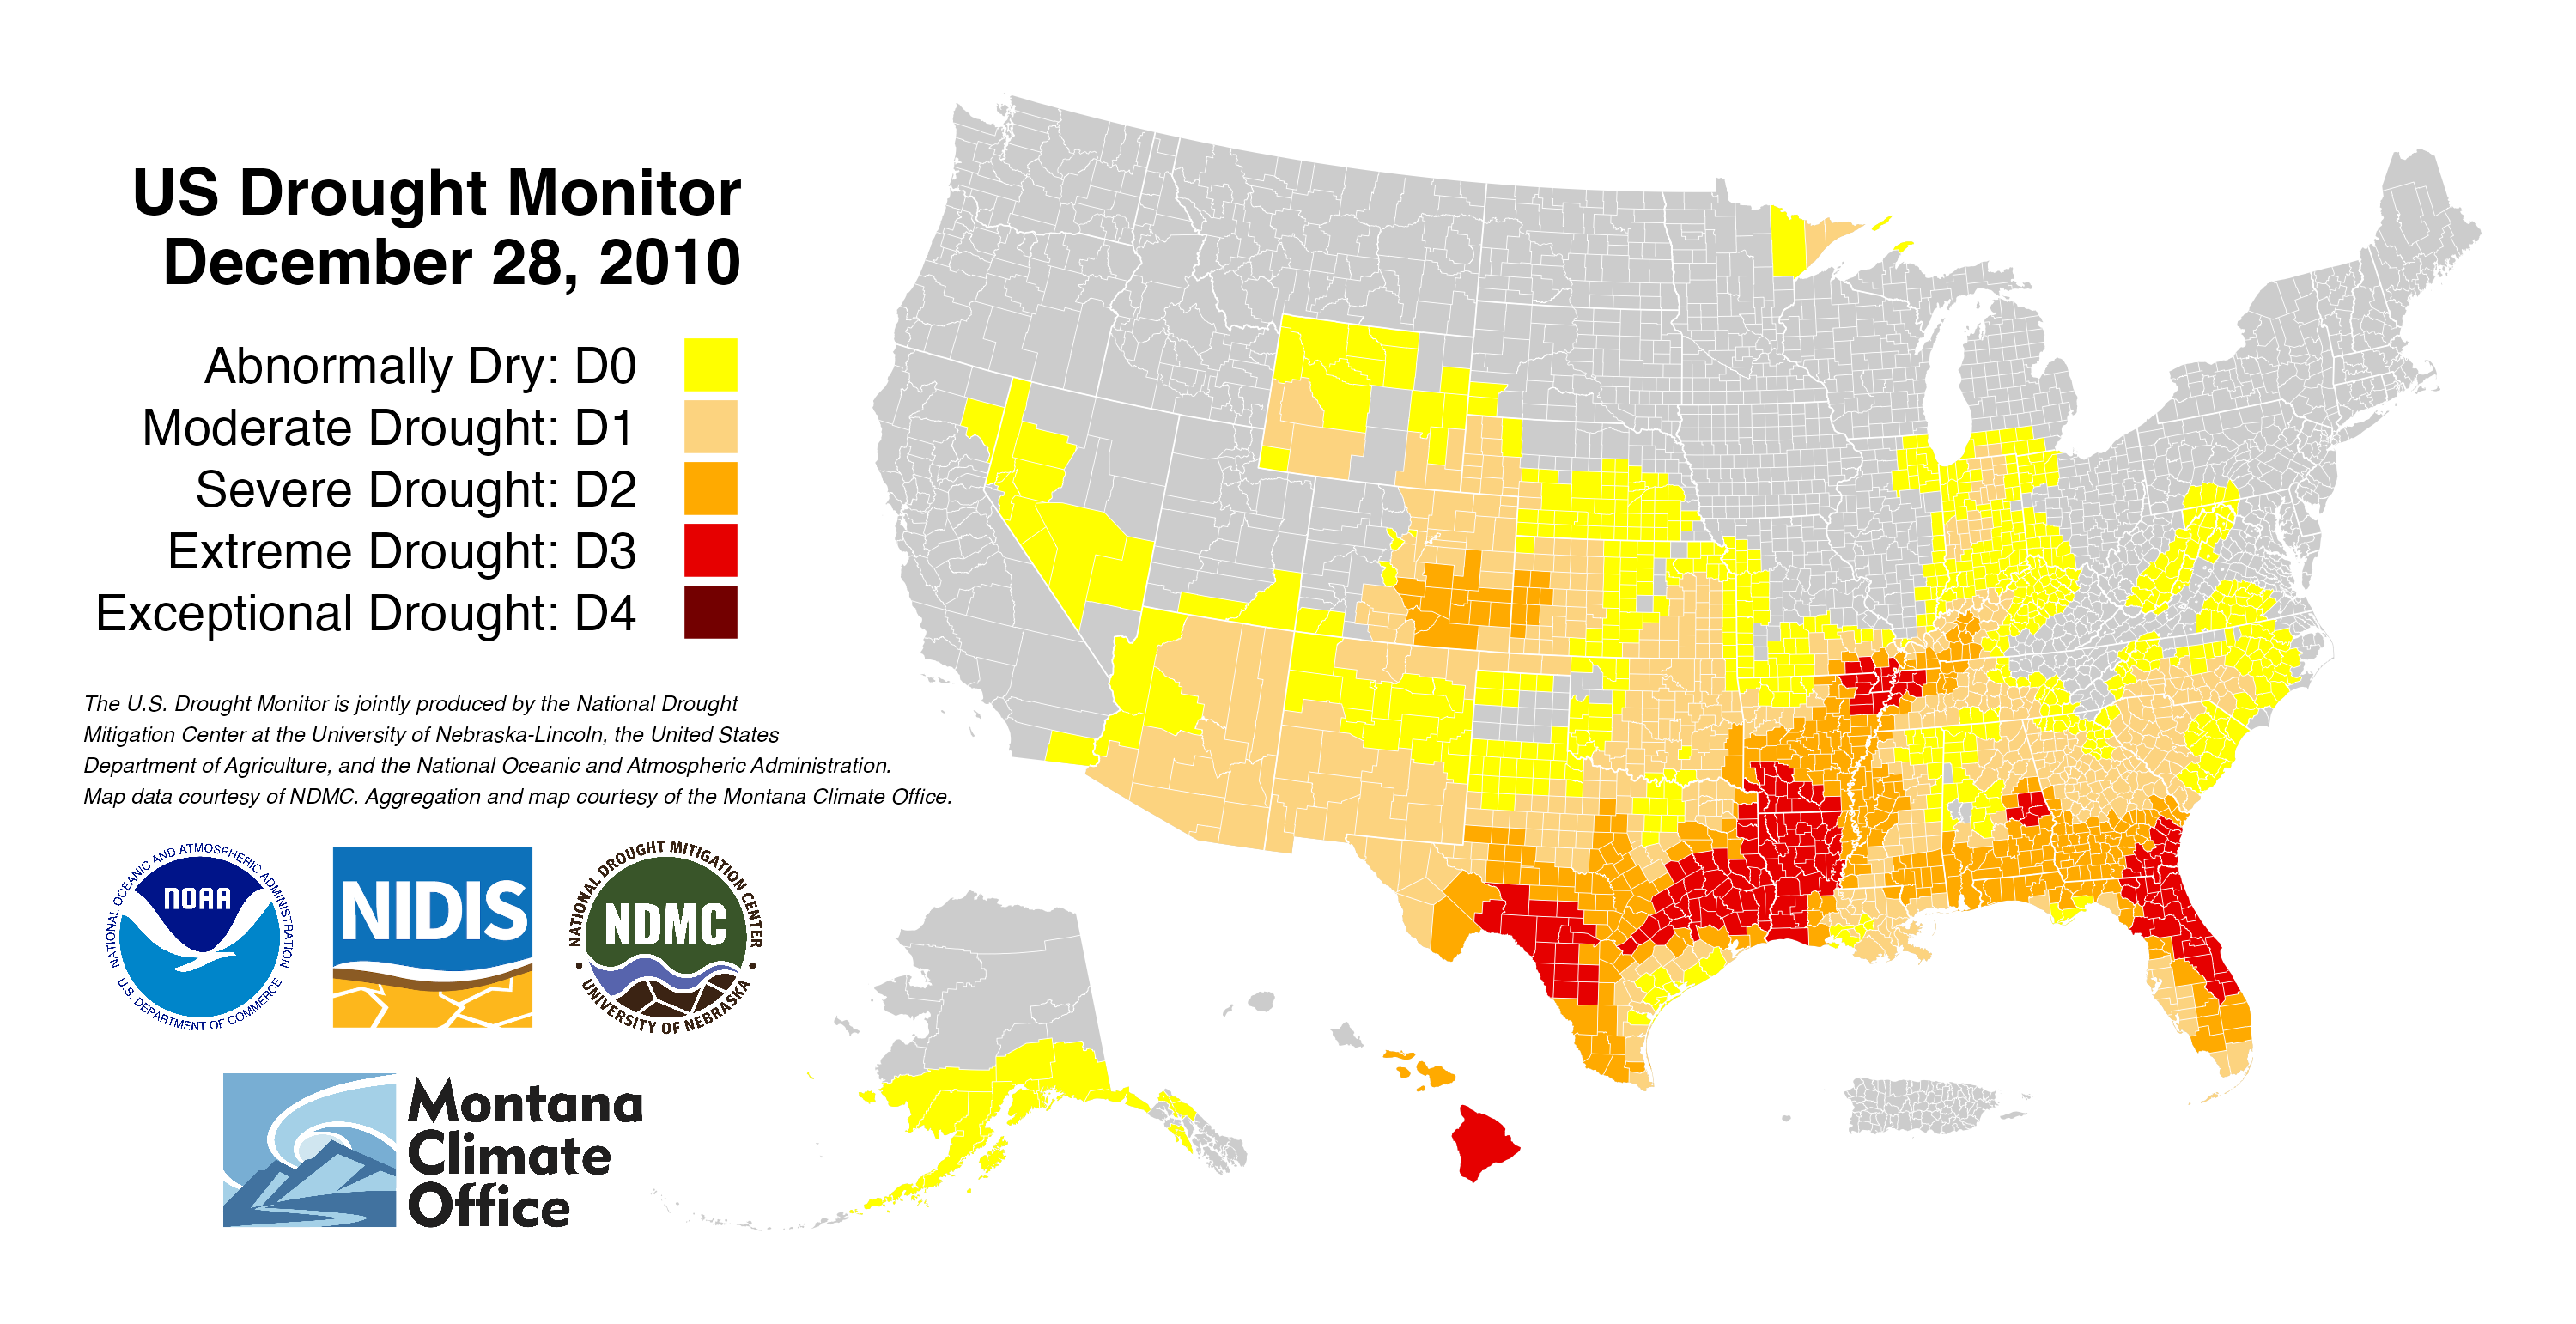 US Drought Monitor
December 28, 2010
Abnormally Dry: D0
Moderate Drought: D1
Severe Drought: D2
Extreme Drought: D3
Exceptional Drought: D4
The U.S. Drought Monitor is jointly produced by the National Drought
Mitigation Center at the University of Nebraska-Lincoln, the United States
Department of Agriculture, and the National Oceanic and Atmospheric Administration.
Map data courtesy of NDMC. Aggregation and map courtesy of the Montana Climate Office.
NATIONAL OCEANIC AND ATMOSPHERIC ADMINISTRATION
NOAA
U.S. DEPARTMENT OF COMMERCE
NIDIS
NATIONAL DROUGHT MITIGATION CENTER
NDMC
UNIVERSITY OF NEBRASKA
Montana
Climate
Office